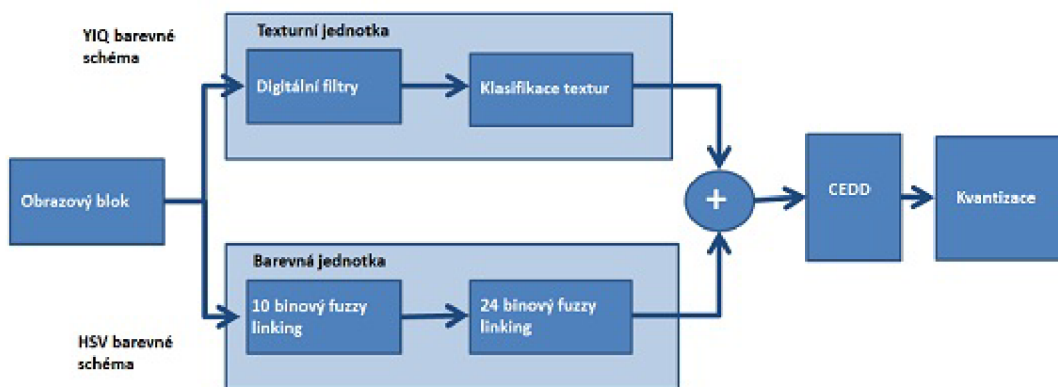 YIQ barevné
schéma
Texturní jednotka
Digitální filtry
Klasifikace textur
Obrazový blok
+
CEDD
Kvantizace
Barevná jednotka
10 binový fuzzy
linking
24 binový fuzzy
linking
HSV barevné
schéma